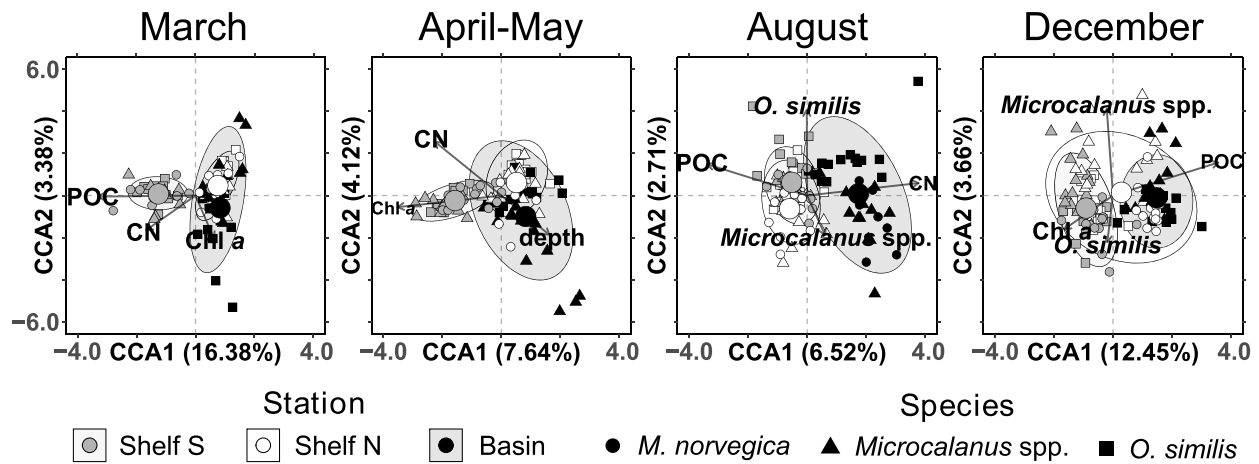 March
April-May
August
December
6.0
−6.0
CCA2 (3.38%)
POC
CN
Chl a
−4.0
CCA1 (16.38%)
4.0
CCA2 (4.12%)
CN
Chl a
depth
−4.0
CCA1 (7.64%)
4.0
CCA2 (2.71%)
O. similis
POC
CN
Microcalanus spp.
−4.0
CCA1 (6.52%)
4.0
CCA2 (3.66%)
Microcalanus spp.
POC
Chl a
O. similis
−4.0
CCA1 (12.45%)
4.0
Station
Shelf S
Shelf N
Basin
Species
M. norvegica
Microcalanus spp.
O. similis